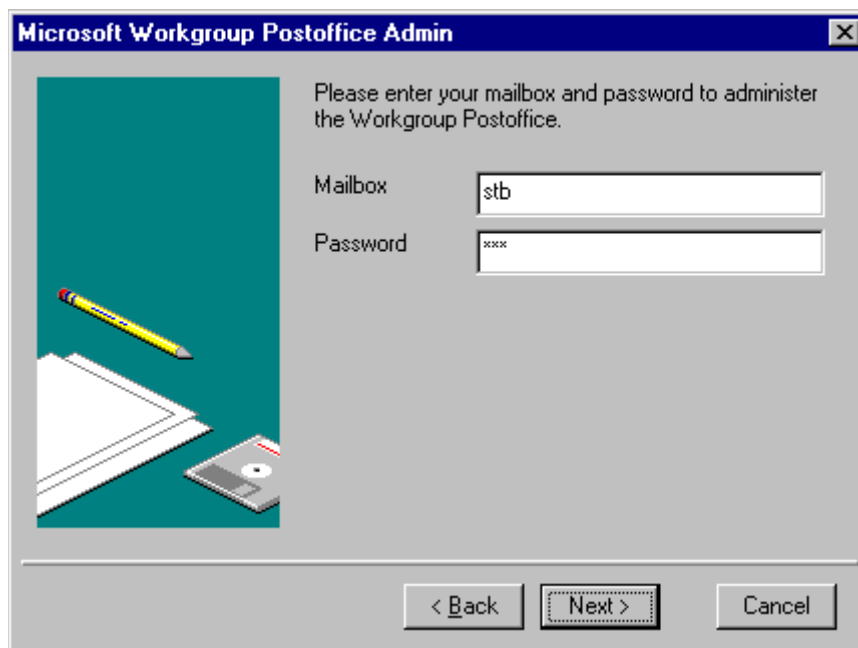 Microsoft Workgroup Postoffice Admin
Please enter your mailbox and password to administer
the Workgroup Postoffice.
Mailbox
stb
Password
***
< Back
Next >
Cancel